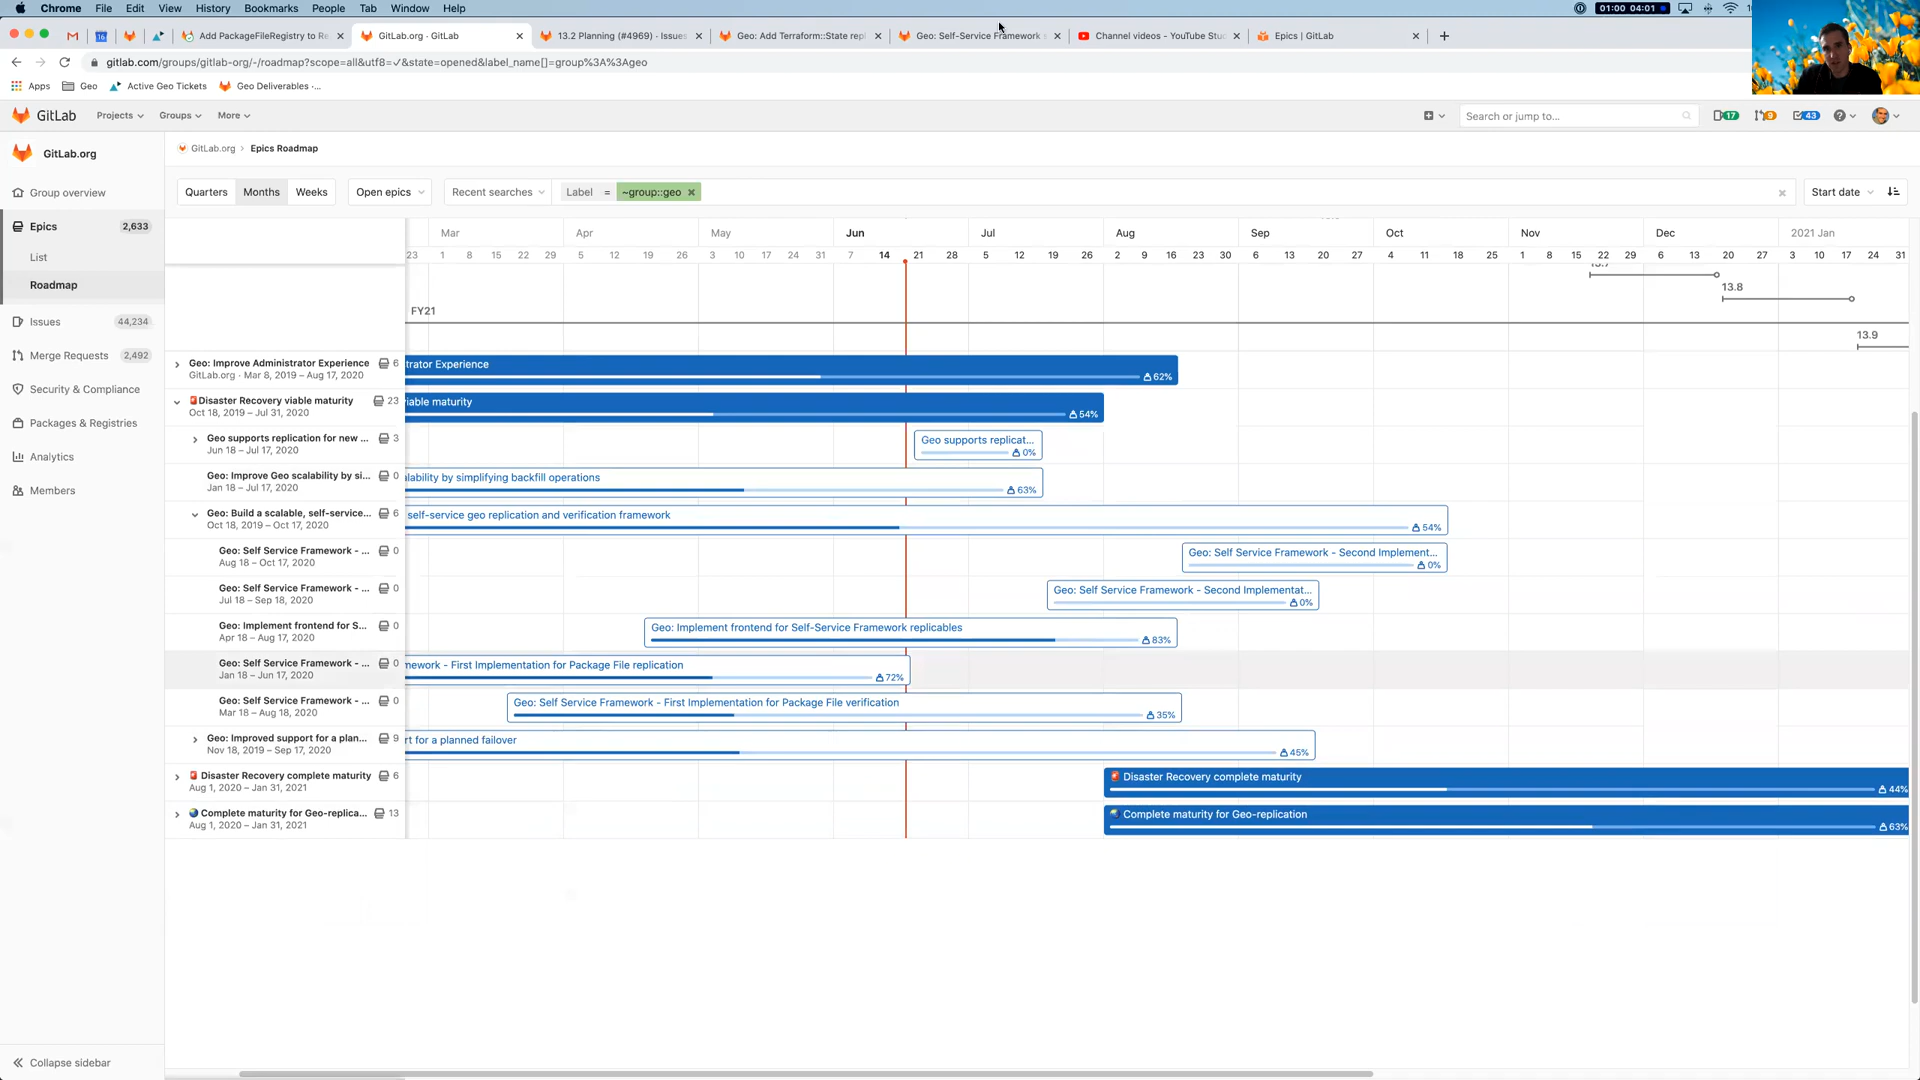 Chrome File Edit View History Bookmarks People Tab Window Help 01:00 04:01
Add PackageFileRegistry to Re GitLab.org · GitLab 13.2 Planning (#4969) · Issues Geo: Add Terraform::State repl Geo: Self-Service Framework Channel videos - YouTube Stu Epics | GitLab
gitlab.com/groups/gitlab-org/-/roadmap?scope=all&utf8=✓&state=opened&label_name[]=group%3A%3Ageo
Apps Geo Active Geo Tickets Geo Deliverables ·...
GitLab Projects Groups More Search or jump to... 17 9 43
GitLab.org
GitLab.org › Epics Roadmap
Quarters Months Weeks Open epics Recent searches Label = ~group::geo Start date
Group overview
Epics 2,633
List
Roadmap
Issues 44,234
Merge Requests 2,492
Security & Compliance
Packages & Registries
Analytics
Members
Collapse sidebar
Mar Apr May Jun Jul Aug Sep Oct Nov Dec 2021 Jan
23 1 8 15 22 29 5 12 19 26 3 10 17 24 31 7 14 21 28 5 12 19 26 2 9 16 23 30 6 13 20 27 4 11 18 25 1 8 15 22 29 6 13 20 27 3 10 17 24 31
13.8
FY21
13.9
Geo: Improve Administrator Experience 6
GitLab.org · Mar 8, 2019 – Aug 17, 2020
trator Experience
62%
Disaster Recovery viable maturity 23
Oct 18, 2019 – Jul 31, 2020
iable maturity
54%
Geo supports replication for new ... 3
Jun 18 – Jul 17, 2020
Geo supports replicat...
0%
Geo: Improve Geo scalability by si... 0
Jan 18 – Jul 17, 2020
alability by simplifying backfill operations
63%
Geo: Build a scalable, self-service... 6
Oct 18, 2019 – Oct 17, 2020
self-service geo replication and verification framework
54%
Geo: Self Service Framework - ... 0
Aug 18 – Oct 17, 2020
Geo: Self Service Framework - Second Implement...
0%
Geo: Self Service Framework - ... 0
Jul 18 – Sep 18, 2020
Geo: Self Service Framework - Second Implementat...
0%
Geo: Implement frontend for S... 0
Apr 18 – Aug 17, 2020
Geo: Implement frontend for Self-Service Framework replicables
83%
Geo: Self Service Framework - ... 0
Jan 18 – Jun 17, 2020
mework - First Implementation for Package File replication
72%
Geo: Self Service Framework - ... 0
Mar 18 – Aug 18, 2020
Geo: Self Service Framework - First Implementation for Package File verification
35%
Geo: Improved support for a plan... 9
Nov 18, 2019 – Sep 17, 2020
rt for a planned failover
45%
Disaster Recovery complete maturity 6
Aug 1, 2020 – Jan 31, 2021
Disaster Recovery complete maturity
44%
Complete maturity for Geo-replica... 13
Aug 1, 2020 – Jan 31, 2021
Complete maturity for Geo-replication
63%